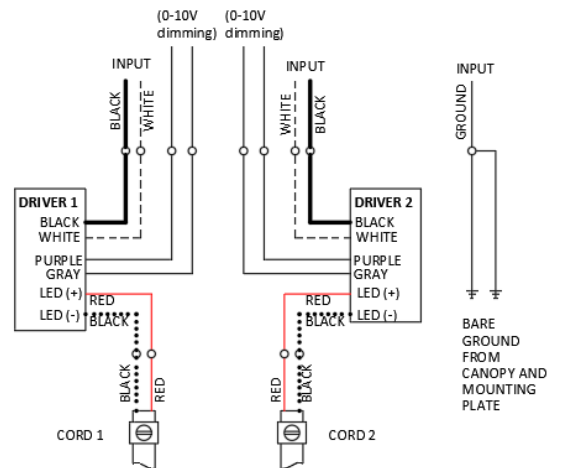 (0-10V
dimming)
(0-10V
dimming)
INPUT
INPUT
INPUT
BLACK
WHITE
WHITE
BLACK
GROUND
DRIVER 1
BLACK
WHITE
PURPLE
GRAY
LED (+)
RED
LED (-)
BLACK
DRIVER 2
BLACK
WHITE
PURPLE
GRAY
RED
LED (+)
BLACK
LED (-)
BLACK
RED
RED
BLACK
CORD 1
CORD 2
BARE
GROUND
FROM
CANOPY AND
MOUNTING
PLATE